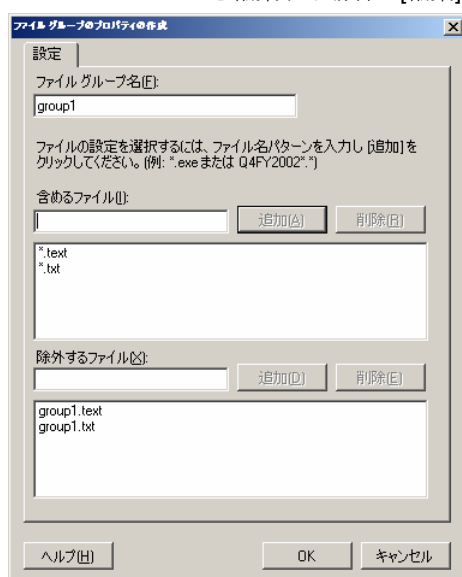 ファイル グループのプロパティの作成
設定
ファイル グループ名(F):
group1
ファイルの設定を選択するには、ファイル名パターンを入力し [追加] を
クリックしてください。(例: *.exe または Q4FY2002*.*)
含めるファイル(I):
追加(A)
削除(R)
*.text
*.txt
除外するファイル(X):
追加(D)
削除(E)
group1.text
group1.txt
ヘルプ(H)
OK
キャンセル